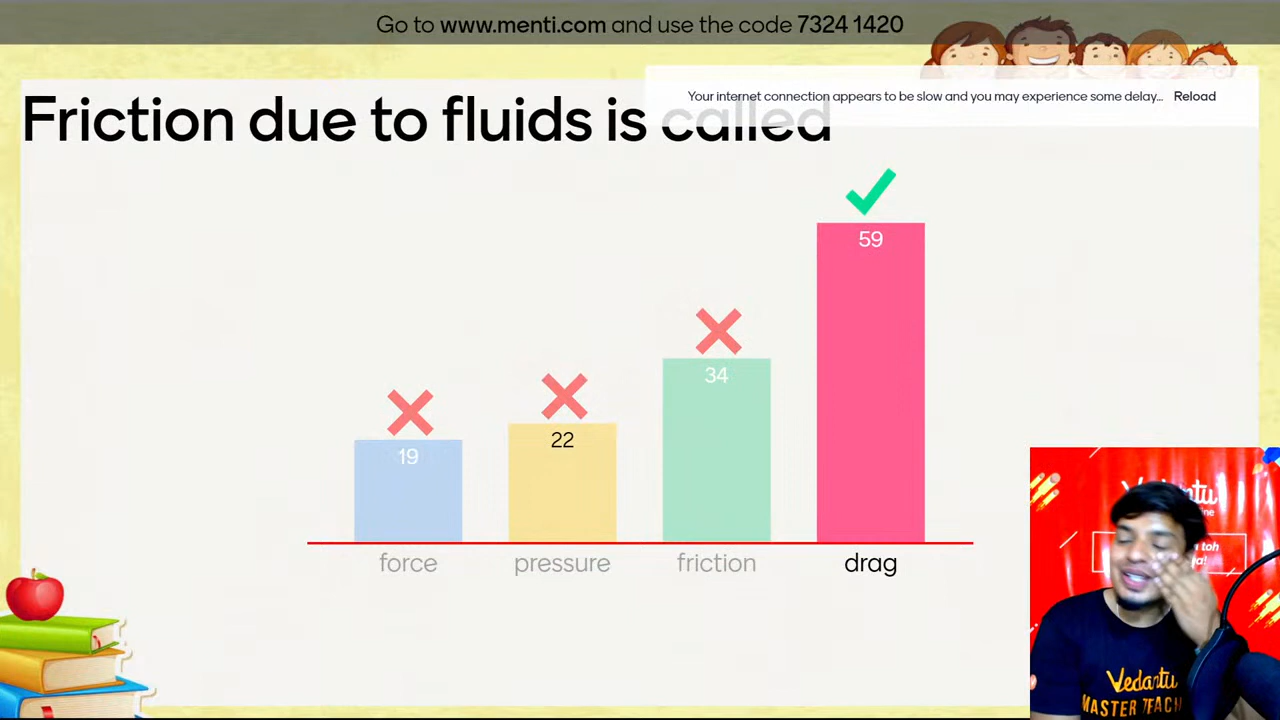 Go to www.menti.com and use the code 7324 1420
Your internet connection appears to be slow and you may experience some delay... Reload
Friction due to fluids is called
59
34
22
19
force pressure friction drag
Vedantu
toh
Vedantu
MASTER TEACH